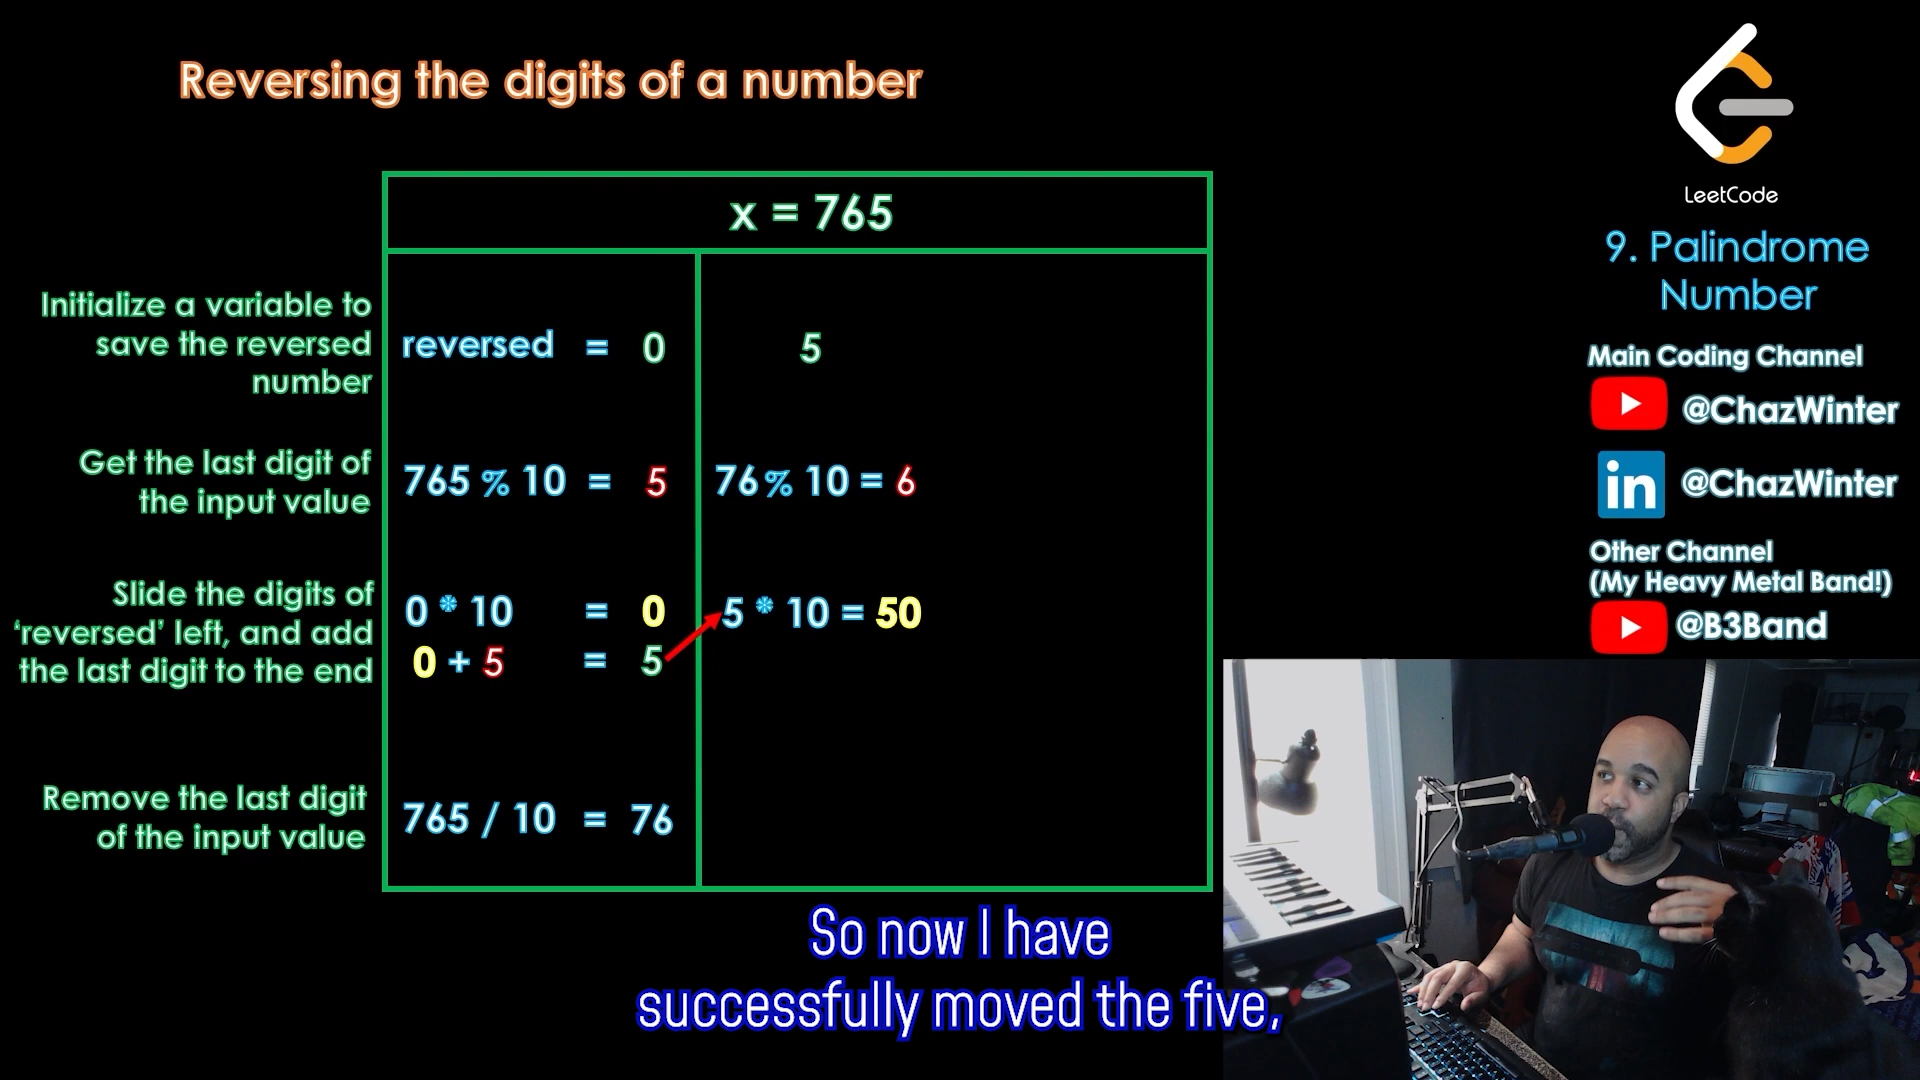 Reversing the digits of a number
x = 765
Initialize a variable to
save the reversed
number
reversed = 0
5
Get the last digit of
the input value
765 % 10 = 5
76 % 10 = 6
Slide the digits of
‘reversed’ left, and add
the last digit to the end
0 * 10 = 0
0 + 5 = 5
5 * 10 = 50
Remove the last digit
of the input value
765 / 10 = 76
LeetCode
9. Palindrome
Number
Main Coding Channel
@ChazWinter
in @ChazWinter
Other Channel
(My Heavy Metal Band!)
@B3Band
So now I have
successfully moved the five,